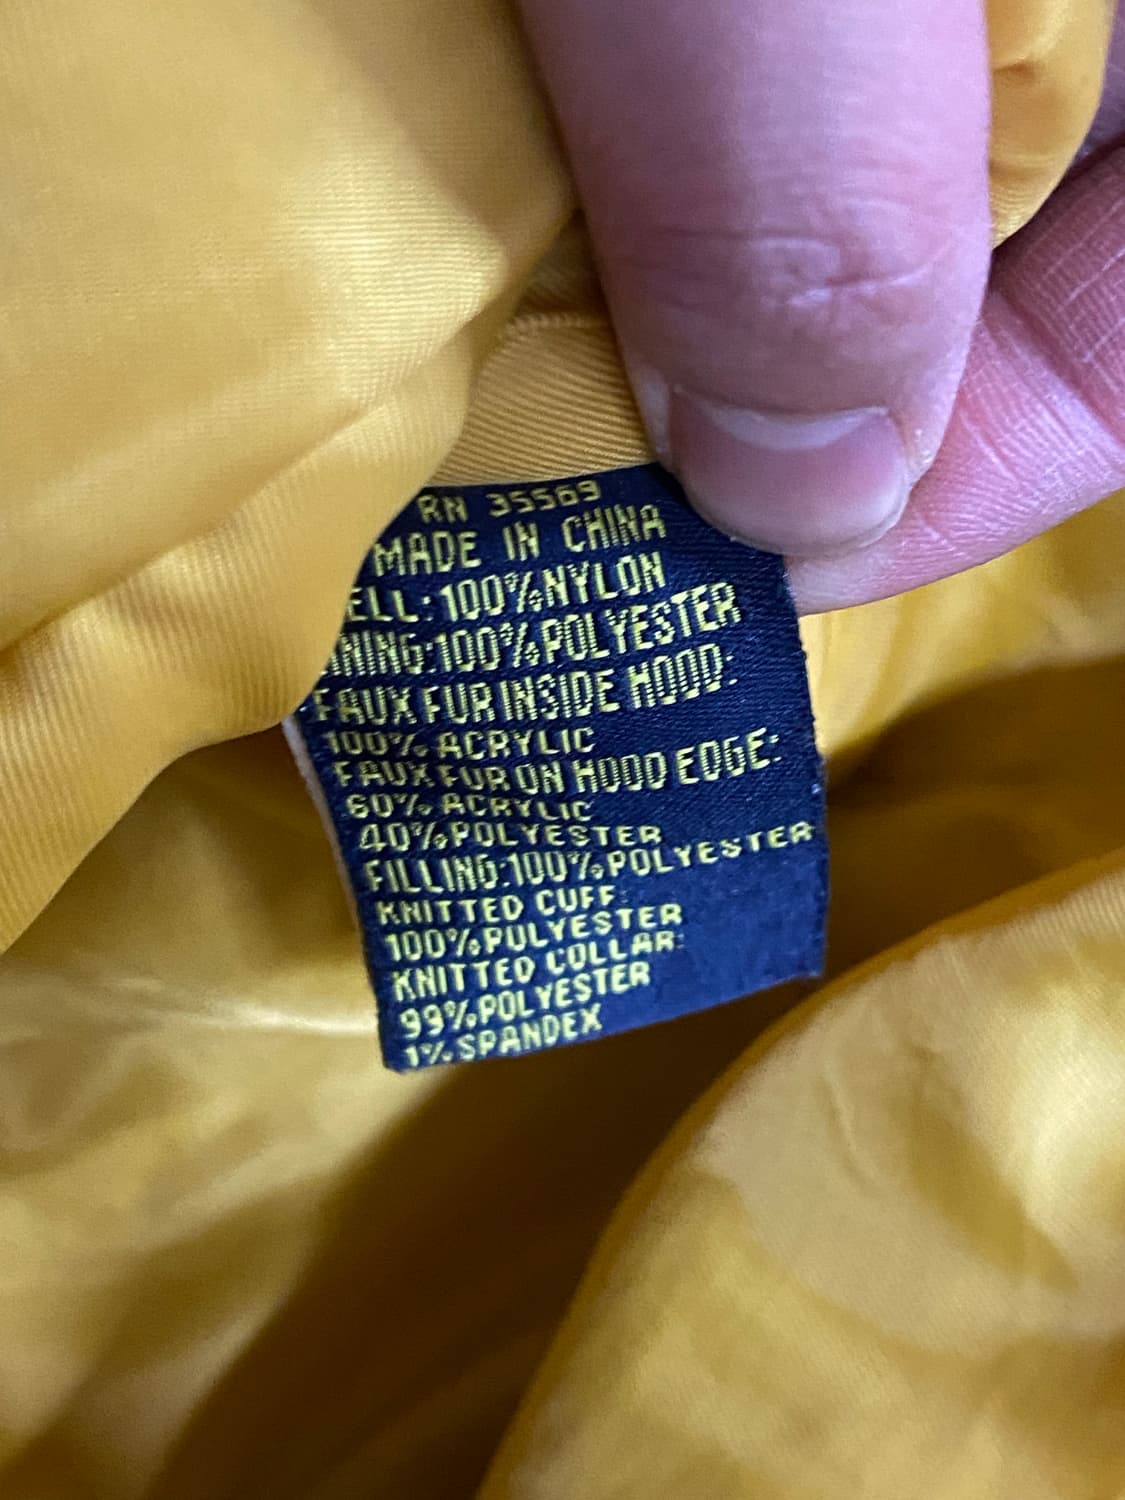 RN 35569
MADE IN CHINA
ELL: 100% NYLON
NING: 100% POLYESTER
FAUX FUR INSIDE HOOD:
100% ACRYLIC
FAUX FUR ON HOOD EDGE:
60% ACRYLIC
40% POLYESTER
FILLING: 100% POLYESTER
KNITTED CUFF:
100% POLYESTER
KNITTED COLLAR:
99% POLYESTER
1% SPANDEX